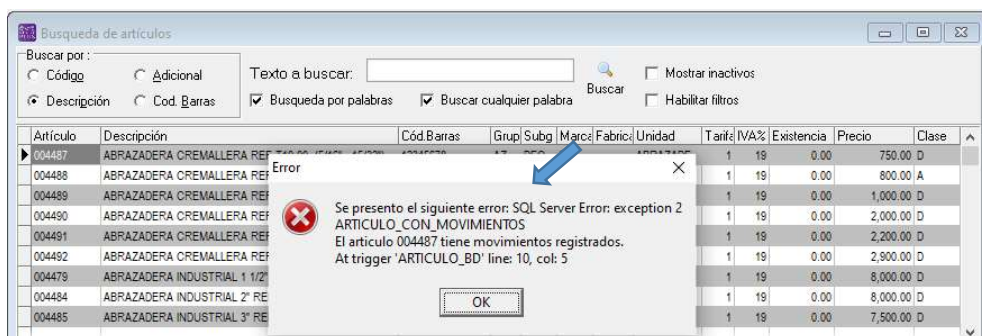 Busqueda de artículos
Buscar por :
Código
Adicional
Texto a buscar:
Buscar
Mostrar inactivos
Descripción
Cod. Barras
Busqueda por palabras
Buscar cualquier palabra
Habilitar filtros
Artículo Descripción Cód.Barras Grup Subg Marca Fabrica Unidad Tarifa IVA% Existencia Precio Clase
004487 ABRAZADERA CREMALLERA REF 1 19 0.00 750.00 D
004488 ABRAZADERA CREMALLERA REF 1 19 0.00 800.00 A
004489 ABRAZADERA CREMALLERA REF 1 19 0.00 1,000.00 D
004490 ABRAZADERA CREMALLERA REF 1 19 0.00 2,000.00 D
004491 ABRAZADERA CREMALLERA REF 1 19 0.00 2,200.00 D
004492 ABRAZADERA CREMALLERA REF 1 19 0.00 2,900.00 D
004479 ABRAZADERA INDUSTRIAL 1 1/2" 1 19 0.00 8,000.00 D
004484 ABRAZADERA INDUSTRIAL 2" RE 1 19 0.00 8,000.00 D
004485 ABRAZADERA INDUSTRIAL 3" RE 1 19 0.00 7,500.00 D
Error
Se presento el siguiente error: SQL Server Error: exception 2
ARTICULO_CON_MOVIMIENTOS
El articulo 004487 tiene movimientos registrados.
At trigger 'ARTICULO_BD' line: 10, col: 5
OK